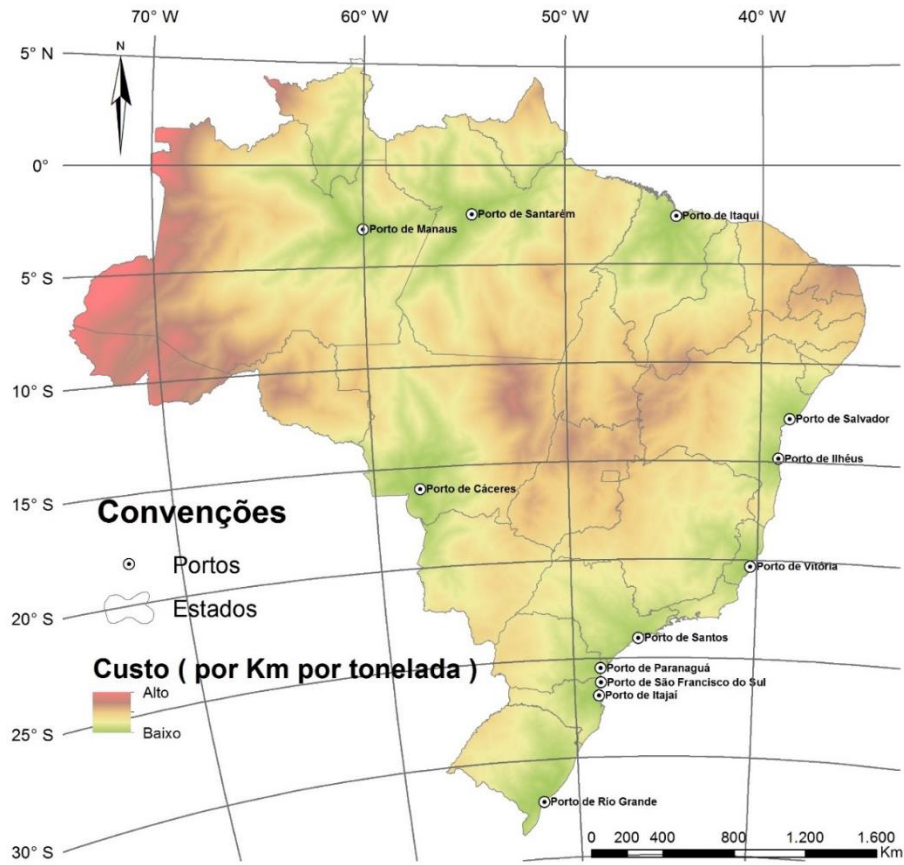 70° W 60° W 50° W 40° W
5° N
N
0°
Porto de Santarém
Porto de Itaqui
Porto de Manaus
5° S
10° S
Porto de Salvador
Porto de Ilhéus
Porto de Cáceres
15° S
Convenções
Portos
Porto de Vitória
Estados
20° S
Porto de Santos
Custo ( por Km por tonelada )
Porto de Paranaguá
Porto de São Francisco do Sul
Porto de Itajaí
Alto
Baixo
25° S
Porto de Rio Grande
30° S
0 200 400 800 1.200 1.600
Km